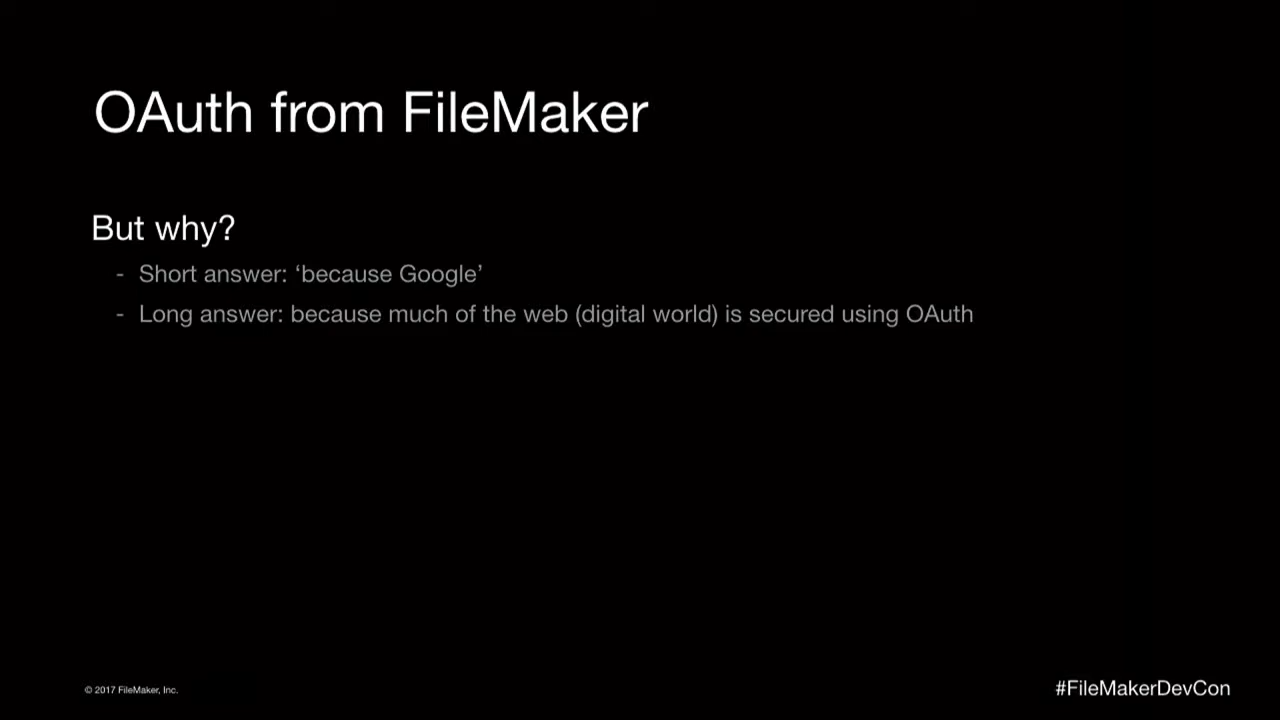 OAuth from FileMaker
But why?
- Short answer: ‘because Google’
- Long answer: because much of the web (digital world) is secured using OAuth
© 2017 FileMaker, Inc.
#FileMakerDevCon